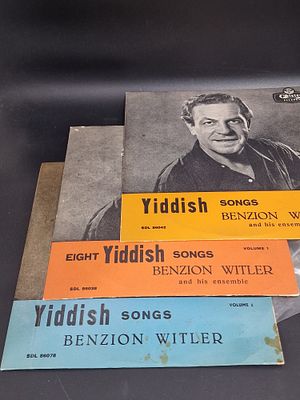 Yiddish SONGS
BENZION WITLER
and his ensemble
SDL 86042
EIGHT Yiddish SONGS VOLUME 1
BENZION WITLER
and his ensemble
SDL 86038
Yiddish SONGS VOLUME 2
BENZION WITLER
SDL 86078